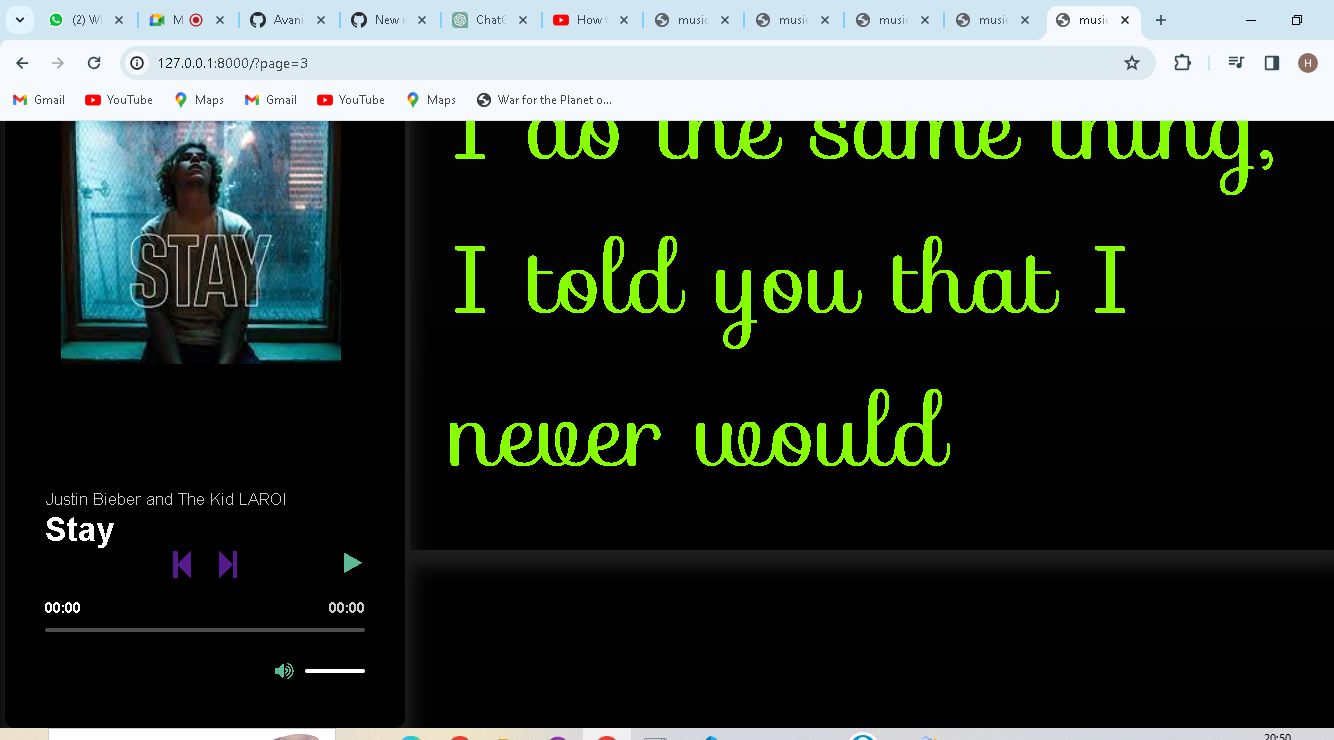 (2) W
M
Avani
New
Chat
How
music
music
music
music
music
127.0.0.1:8000/?page=3
H
Gmail
YouTube
Maps
Gmail
YouTube
Maps
War for the Planet o...
STAY
I do the same thing,
I told you that I
never would
Justin Bieber and The Kid LAROI
Stay
00:00
00:00
20:50